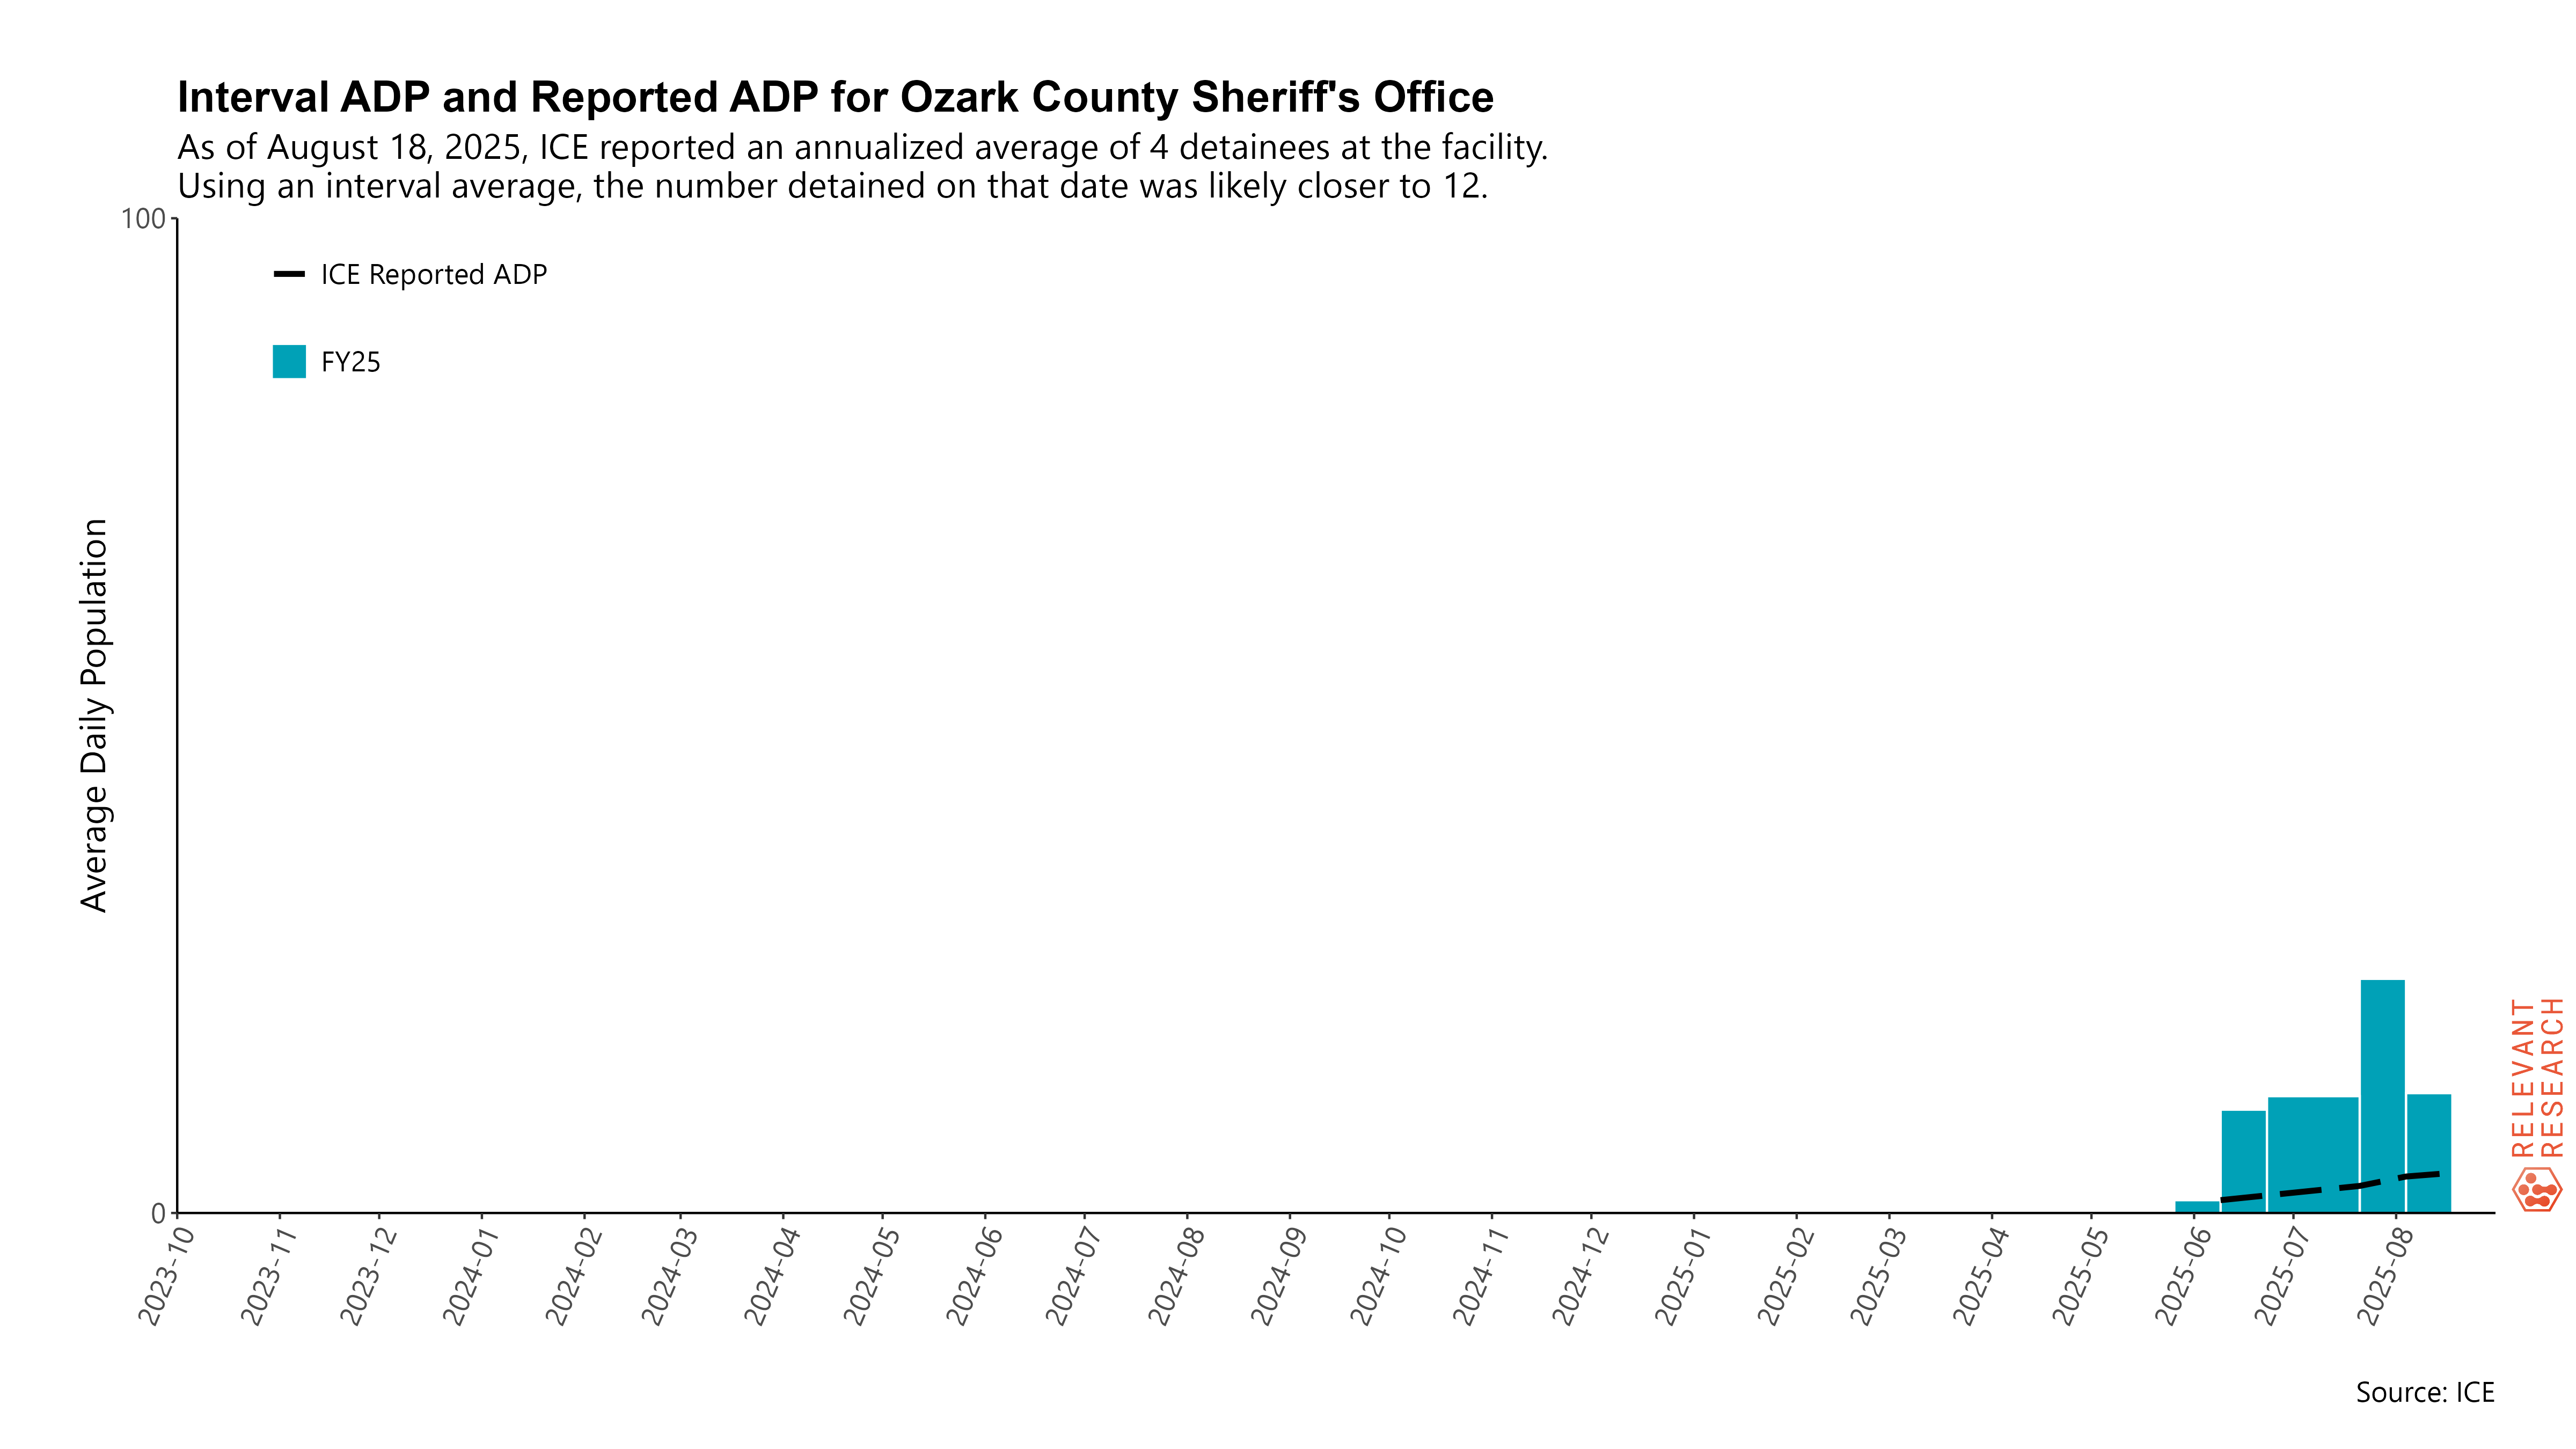 Interval ADP and Reported ADP for Ozark County Sheriff's Office
As of August 18, 2025, ICE reported an annualized average of 4 detainees at the facility.
Using an interval average, the number detained on that date was likely closer to 12.
100
ICE Reported ADP
FY25
Average Daily Population
0
2023-10
2023-11
2023-12
2024-01
2024-02
2024-03
2024-04
2024-05
2024-06
2024-07
2024-08
2024-09
2024-10
2024-11
2024-12
2025-01
2025-02
2025-03
2025-04
2025-05
2025-06
2025-07
2025-08
RELEVANT
RESEARCH
Source: ICE